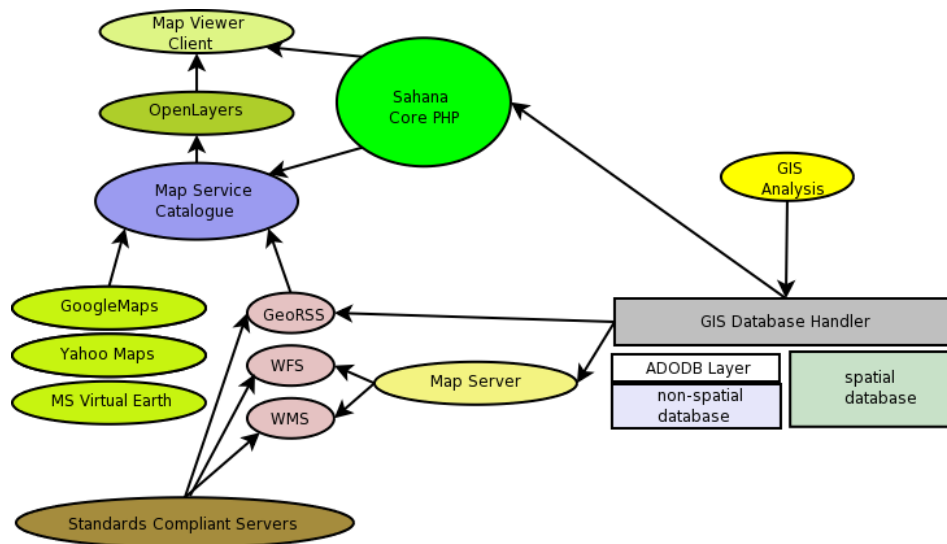 Map Viewer
Client
OpenLayers
Sahana
Core PHP
Map Service
Catalogue
GIS
Analysis
GoogleMaps
Yahoo Maps
MS Virtual Earth
GeoRSS
WFS
WMS
Map Server
GIS Database Handler
ADODB Layer
non-spatial
database
spatial
database
Standards Compliant Servers